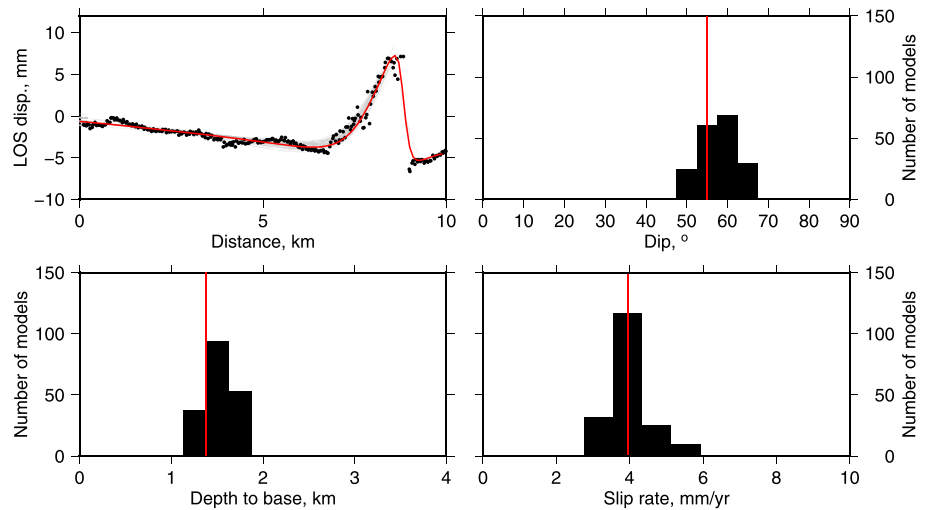 10
5
0
−5
−10
LOS disp., mm
0 5 10
Distance, km
150
100
50
0
Number of models
0 10 20 30 40 50 60 70 80 90
Dip, º
150
100
50
0
Number of models
0 1 2 3 4
Depth to base, km
150
100
50
0
Number of models
0 2 4 6 8 10
Slip rate, mm/yr